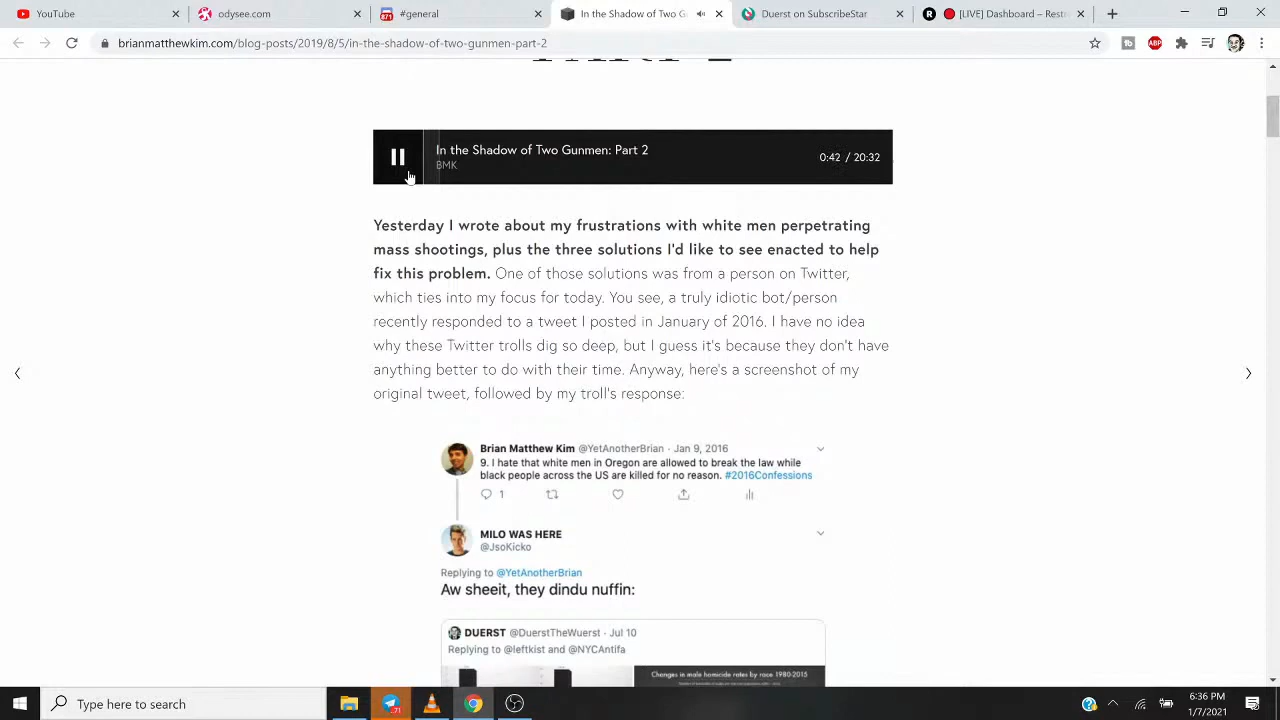 YouTube
odysee.com
871
#general
In the Shadow of Two G
Duerst on SubscribeStar
[LIVE] Dashboard – Resti
brianmatthewkim.com/blog-posts/2019/8/5/in-the-shadow-of-two-gunmen-part-2
ABP
In the Shadow of Two Gunmen: Part 2
BMK
0:42 / 20:32
Yesterday I wrote about my frustrations with white men perpetrating
mass shootings, plus the three solutions I'd like to see enacted to help
fix this problem. One of those solutions was from a person on Twitter,
which ties into my focus for today. You see, a truly idiotic bot/person
recently responded to a tweet I posted in January of 2016. I have no idea
why these Twitter trolls dig so deep, but I guess it's because they don't have
anything better to do with their time. Anyway, here's a screenshot of my
original tweet, followed by my troll's response:
Brian Matthew Kim @YetAnotherBrian · Jan 9, 2016
9. I hate that white men in Oregon are allowed to break the law while
black people across the US are killed for no reason. #2016Confessions
1
MILO WAS HERE
@JsoKicko
Replying to @YetAnotherBrian
Aw sheeit, they dindu nuffin:
DUERST @DuerstTheWuerst · Jul 10
Replying to @leftkist and @NYCAntifa
Changes in male homicide rates by race 1980-2015
Type here to search
6:36 PM
1/7/2021